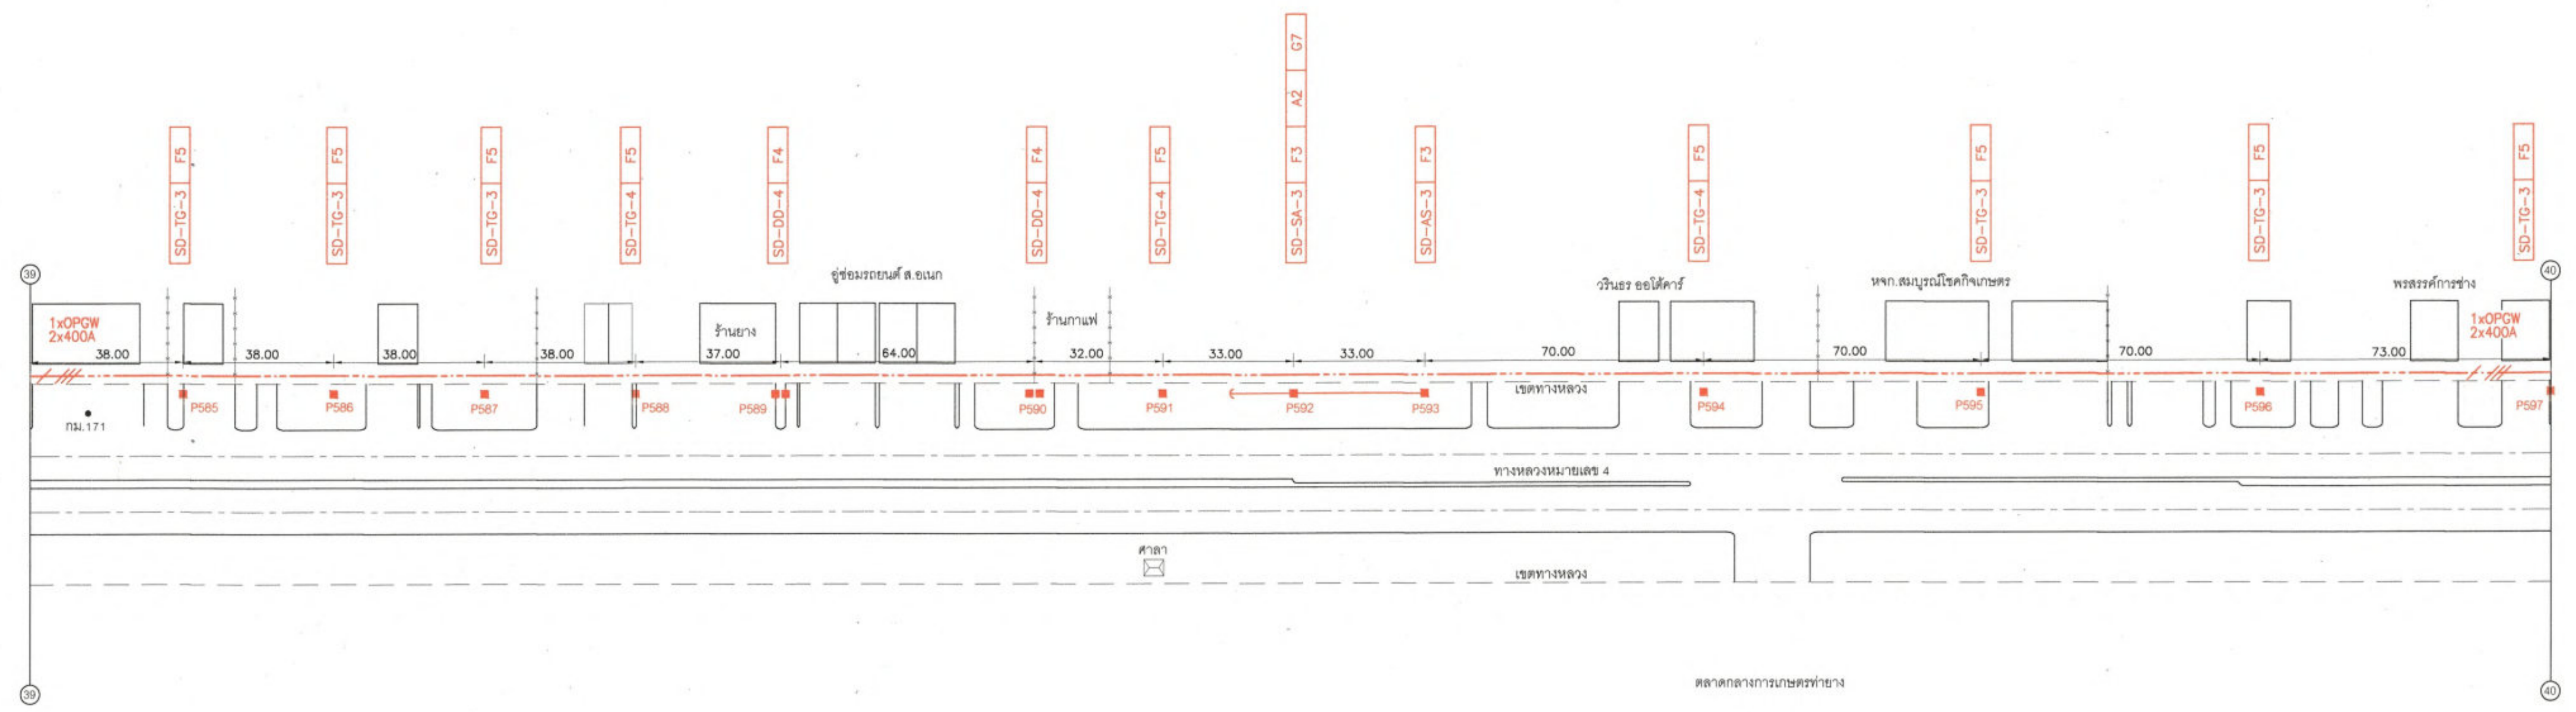 G7
A2
F5 F5 F5 F5 F4 F4 F5 F3 F3 F5 F5 F5 F5
SD-TG-3 SD-TG-3 SD-TG-3 SD-TG-4 SD-DD-4 SD-DD-4 SD-TG-4 SD-SA-3 SD-AS-3 SD-TG-4 SD-TG-3 SD-TG-3 SD-TG-3
39 อู่ซ่อมรถยนต์ ส.อเนก วรินธร ออโต้คาร์ หจก.สมบูรณ์โชคกิจเกษตร พรสรรค์การช่าง 40
1xOPGW ร้านยาง ร้านกาแฟ 1xOPGW
2x400A 2x400A
38.00 38.00 38.00 38.00 37.00 64.00 32.00 33.00 33.00 70.00 70.00 70.00 73.00
เขตทางหลวง
P585 P586 P587 P588 P589 P590 P591 P592 P593 P594 P595 P596 P597
กม.171
ทางหลวงหมายเลข 4
ศาลา
เขตทางหลวง
39 ตลาดกลางการเกษตรท่ายาง 40